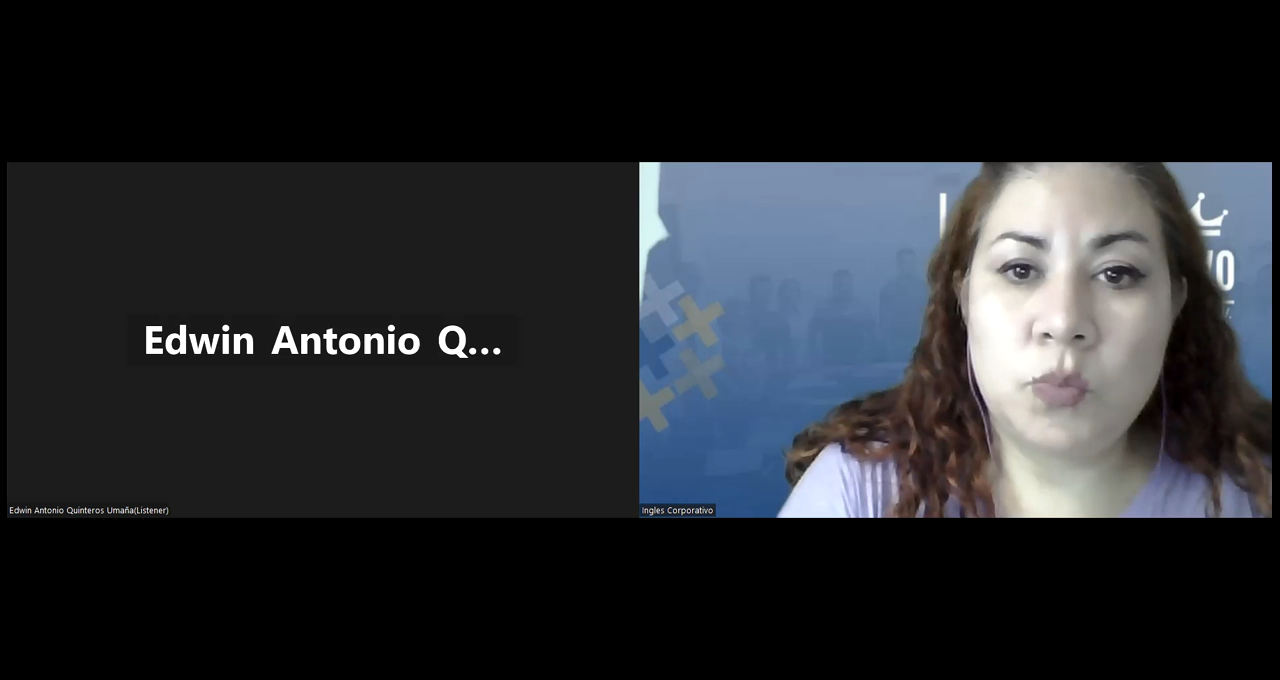 Edwin Antonio Q...
Edwin Antonio Quinteros Umaña(Listener)
Ingles Corporativo